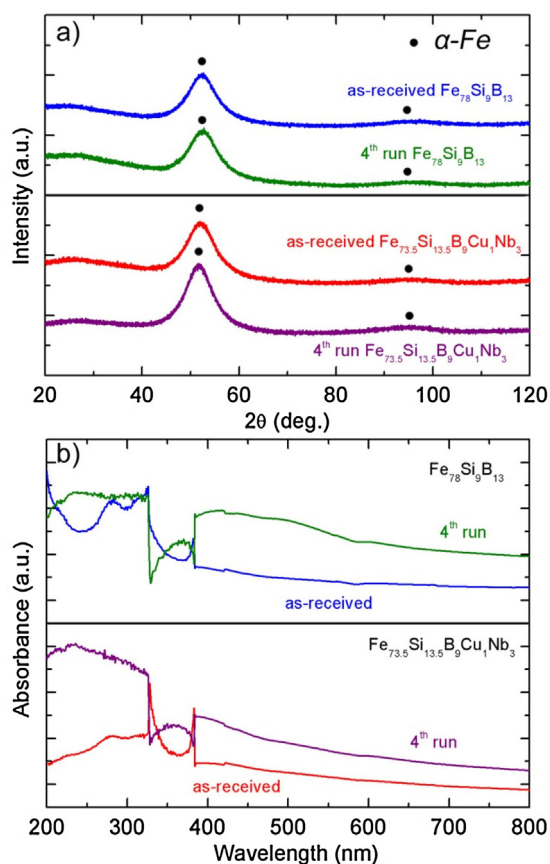 a)
● α-Fe
as-received Fe₇₈Si₉B₁₃
4ᵗʰ run Fe₇₈Si₉B₁₃
as-received Fe₇₃.₅Si₁₃.₅B₉Cu₁Nb₃
4ᵗʰ run Fe₇₃.₅Si₁₃.₅B₉Cu₁Nb₃
Intensity (a.u.)
20 40 60 80 100 120
2θ (deg.)
b)
Fe₇₈Si₉B₁₃
4ᵗʰ run
as-received
Fe₇₃.₅Si₁₃.₅B₉Cu₁Nb₃
4ᵗʰ run
as-received
Absorbance (a.u.)
200 300 400 500 600 700 800
Wavelength (nm)